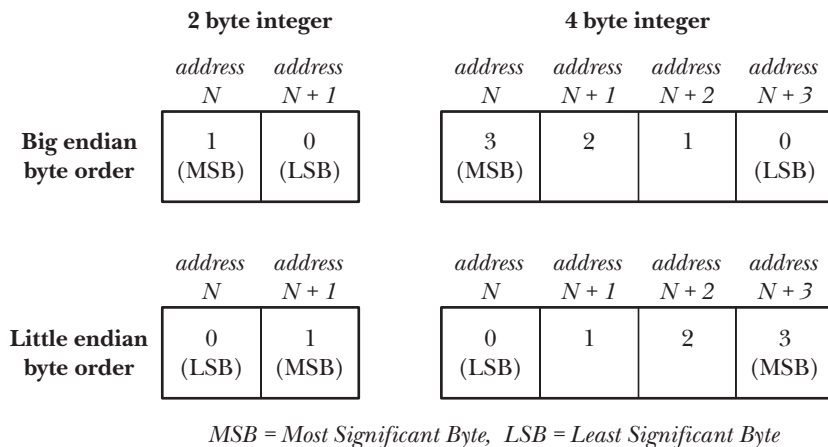 2 byte integer 4 byte integer
address address address address address address
N N + 1 N N + 1 N + 2 N + 3
Big endian byte order
1 0 3 2 1 0
(MSB) (LSB) (MSB) (LSB)
address address address address address address
N N + 1 N N + 1 N + 2 N + 3
Little endian byte order
0 1 0 1 2 3
(LSB) (MSB) (LSB) (MSB)
MSB = Most Significant Byte, LSB = Least Significant Byte